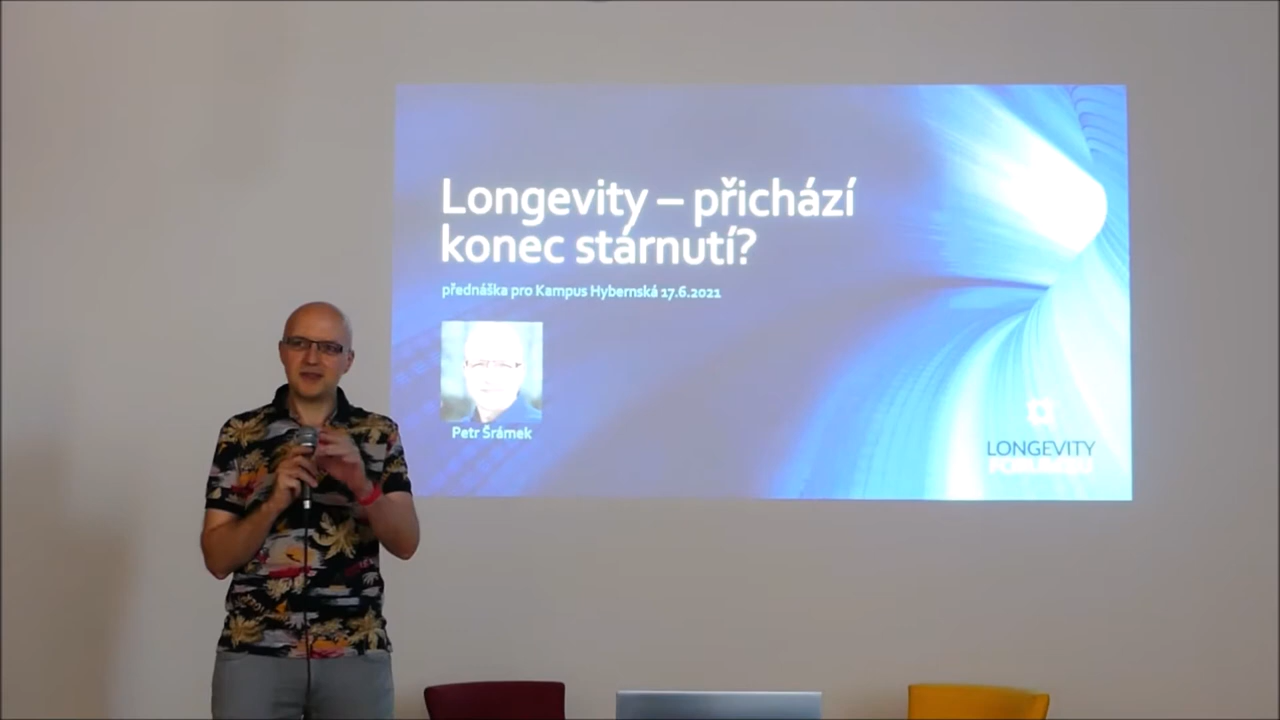 Longevity – přichází
konec stárnutí?
přednáška pro Kampus Hybernská 17.6.2021
Petr Šrámek
LONGEVITY